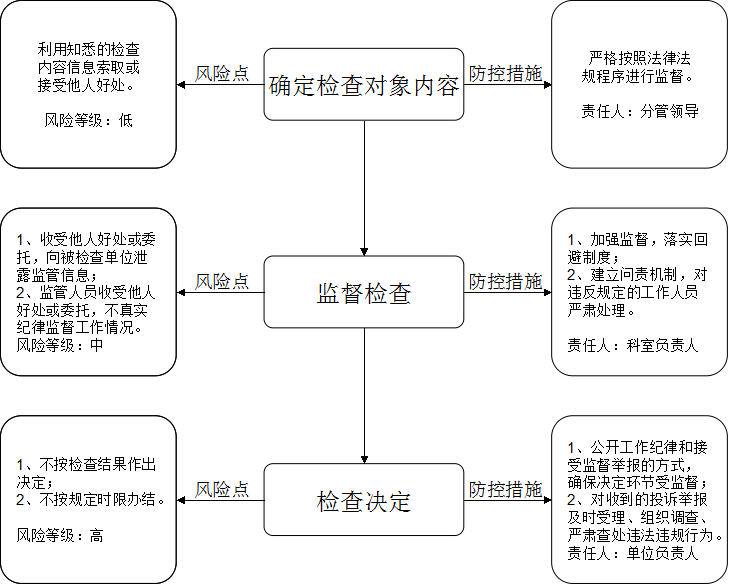 利用知悉的检查
内容信息索取或
接受他人好处。
风险等级：低
风险点
确定检查对象内容
防控措施
严格按照法律法
规程序进行监督。
责任人：分管领导
1、收受他人好处或委
托，向被检查单位泄
露监管信息；
2、监管人员收受他人
好处或委托，不真实
纪律监督工作情况。
风险等级：中
风险点
监督检查
防控措施
1、加强监督，落实回
避制度；
2、建立问责机制，对
违反规定的工作人员
严肃处理。
责任人：科室负责人
1、不按检查结果作出
决定；
2、不按规定时限办结。
风险等级：高
风险点
检查决定
防控措施
1、公开工作纪律和接
受监督举报的方式，
确保决定环节受监督；
2、对收到的投诉举报
及时受理、组织调查、
严肃查处违法违规行为。
责任人：单位负责人